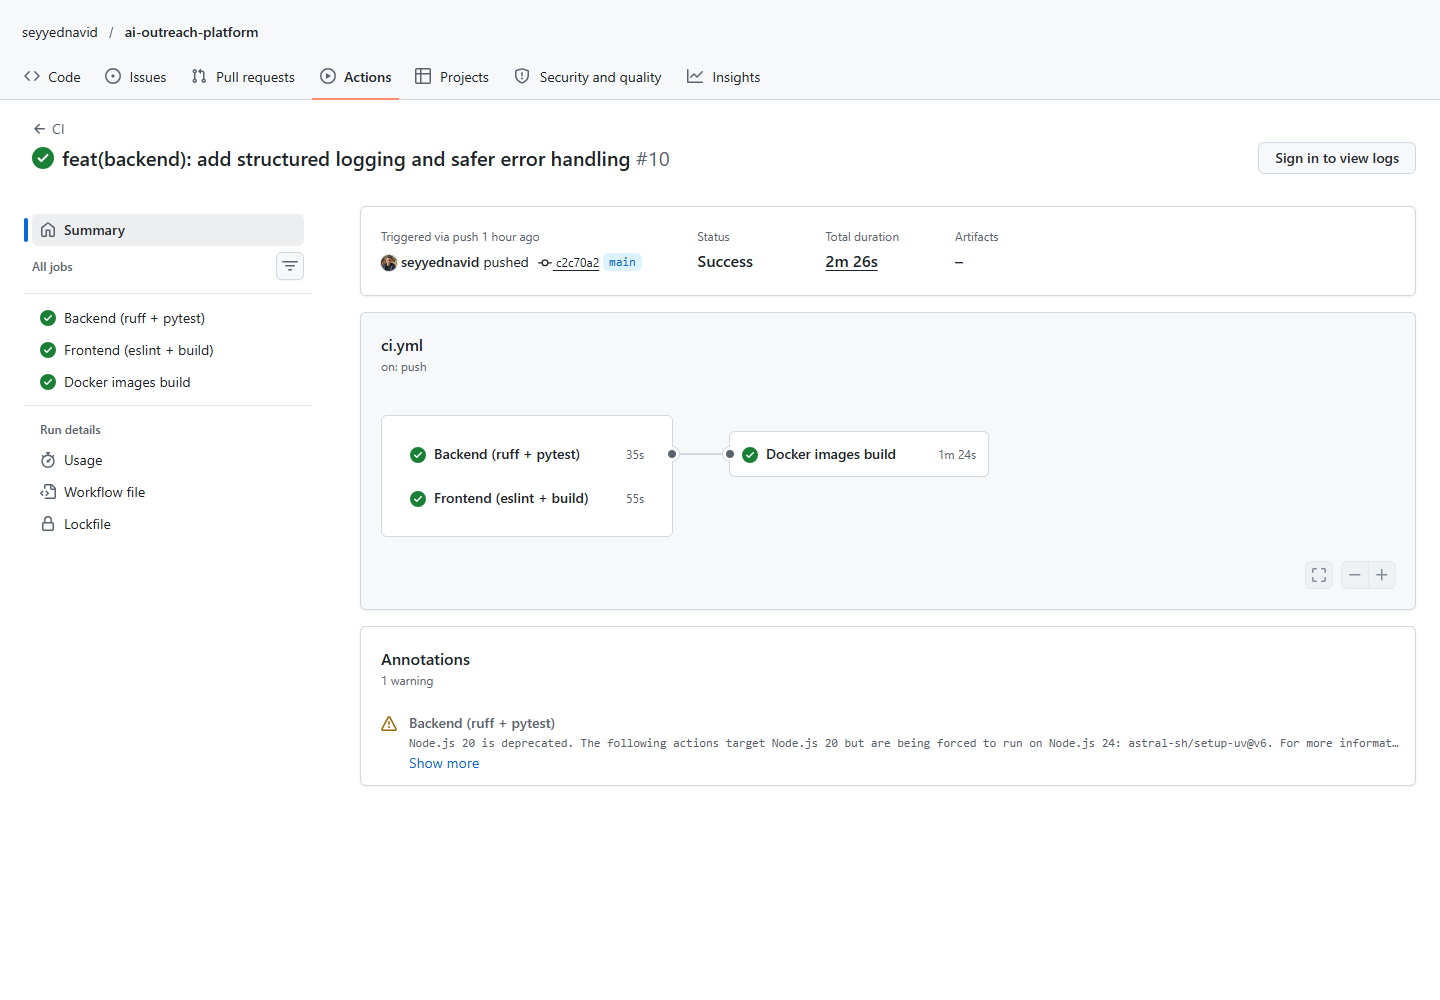 seyyednavid / ai-outreach-platform
Code Issues Pull requests Actions Projects Security and quality Insights
CI
feat(backend): add structured logging and safer error handling #10
Sign in to view logs
Summary
All jobs
Backend (ruff + pytest)
Frontend (eslint + build)
Docker images build
Run details
Usage
Workflow file
Lockfile
Triggered via push 1 hour ago
seyyednavid pushed c2c70a2 main
Status
Success
Total duration
2m 26s
Artifacts
–
ci.yml
on: push
Backend (ruff + pytest) 35s
Frontend (eslint + build) 55s
Docker images build 1m 24s
Annotations
1 warning
Backend (ruff + pytest)
Node.js 20 is deprecated. The following actions target Node.js 20 but are being forced to run on Node.js 24: astral-sh/setup-uv@v6. For more informat…
Show more